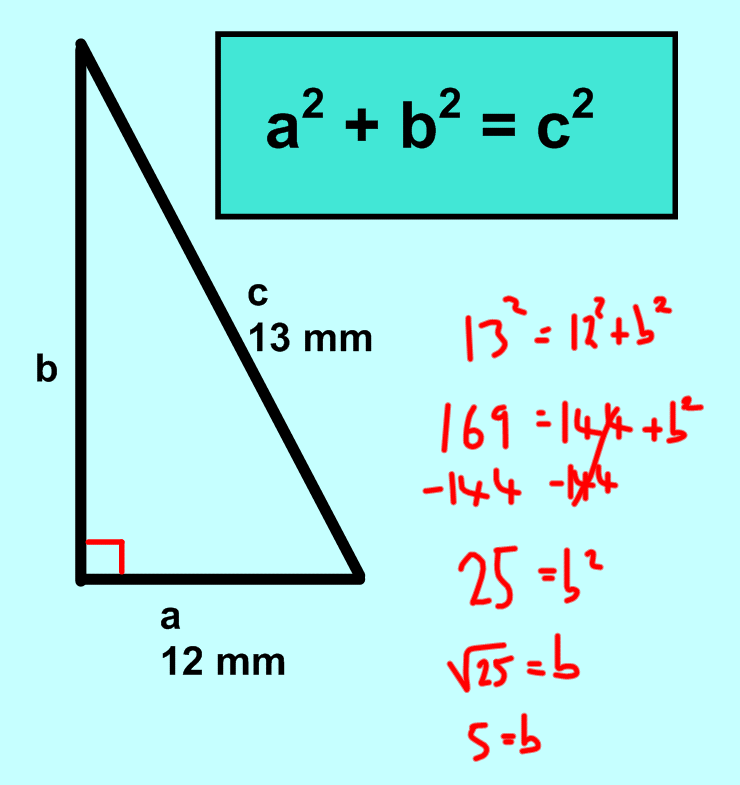 a² + b² = c²
c
13 mm
b
a
12 mm
13² = 12² + b²
169 = 144 + b²
-144 -144
25 = b²
√25 = b
5 = b